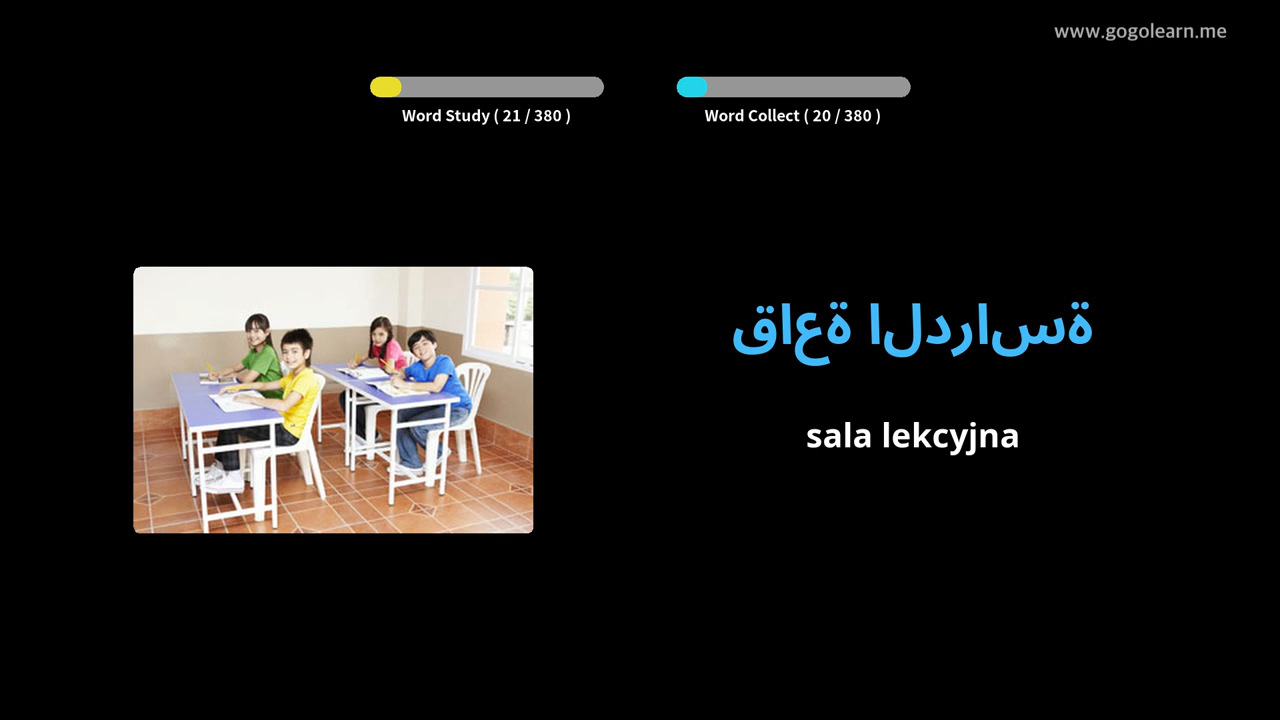 www.gogolearn.me
Word Study ( 21 / 380 )
Word Collect ( 20 / 380 )
قاعة الدراسة
sala lekcyjna